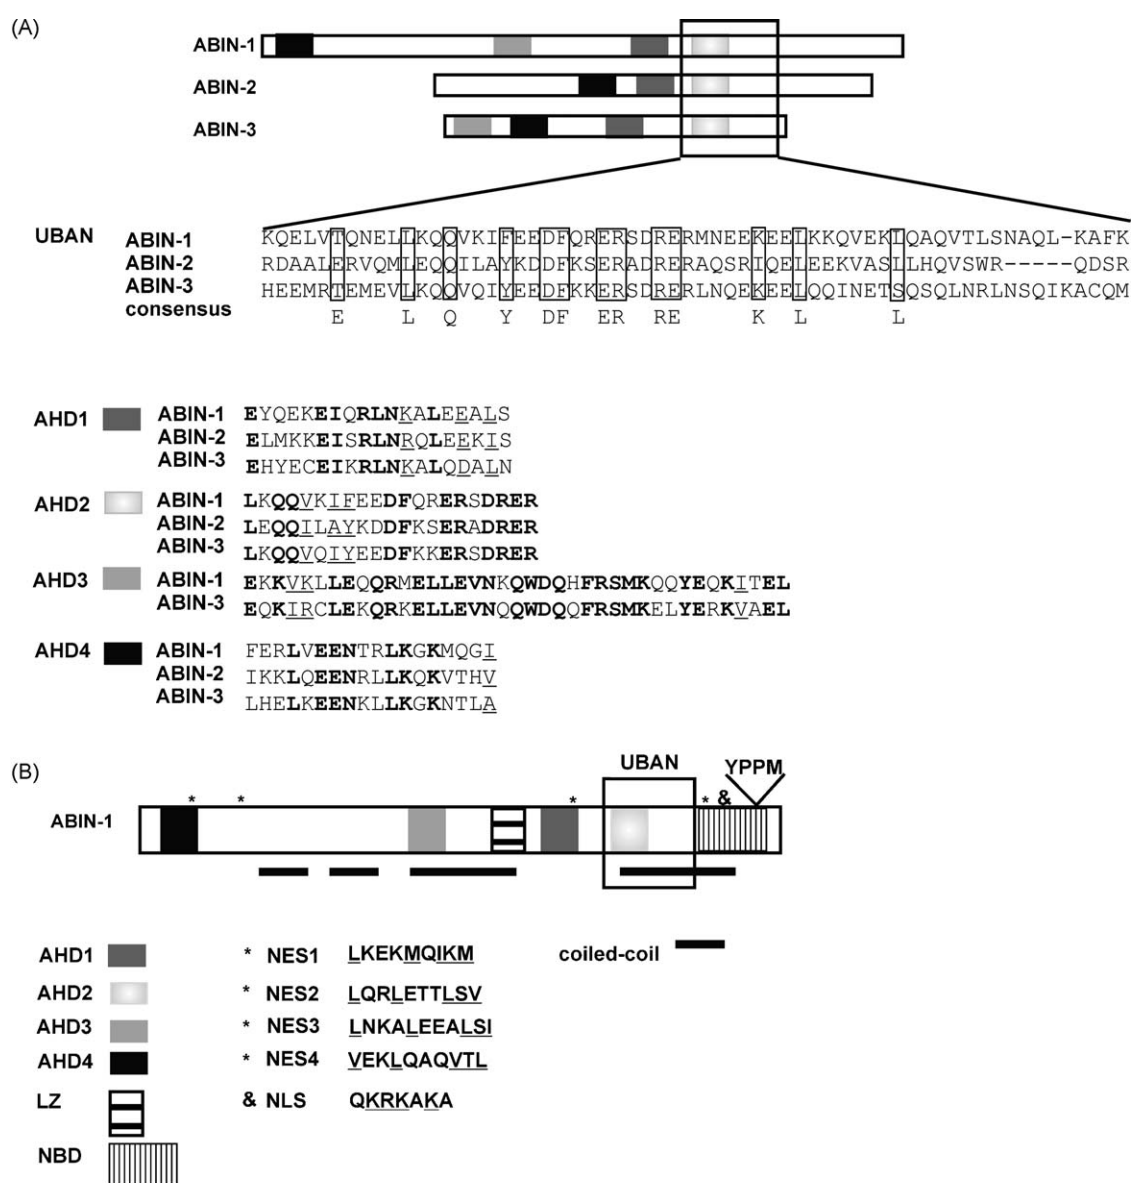 (A)
ABIN-1
ABIN-2
ABIN-3
UBAN
ABIN-1 KQELVTQNELLKQQVKIFEEDFQRERSDRERMNEEKEELKKQVEKLQAQVTLSNAQL-KAFK
ABIN-2 RDAALERVQMLEQQILAYKDDFKSERADRERAQSRIQELEEKVASLLHQVSWR-----QDSR
ABIN-3 HEEMRTEMEVLKQQVQIYEEDFKKERSDRERLNQEKEELQQINETSQSQLNRLNSQIKACQM
consensus E L Q Y DF ER RE K L L
AHD1
ABIN-1 EYQEKEIQRLNKALEEALS
ABIN-2 ELMKKEISRLNRQLEEKIS
ABIN-3 EHYECEIKRLNKALQDALN
AHD2
ABIN-1 LKQQVKIFEEDFQRERSDRER
ABIN-2 LEQQILAYKDDFKSERADRER
ABIN-3 LKQQVQIYEEDFKKERSDRER
AHD3
ABIN-1 EKKVKLLEQQRMELLEVNKQWDQHFRSMKQQYEQKITEL
ABIN-3 EQKIRCLEKQRKELLEVNQQWDQQFRSMKELYERKVAEL
AHD4
ABIN-1 FERLVEENTRLKGKMQGI
ABIN-2 IKKLQEENRLLKQKVTHV
ABIN-3 LHELKEENKLLKGKNTLA
(B)
UBAN YPPM
* * * * &
ABIN-1
AHD1 * NES1 LKEKMQIKM coiled-coil
AHD2 * NES2 LQRLETTLSV
AHD3 * NES3 LNKALEEALSI
AHD4 * NES4 VEKLQAQVTL
LZ & NLS QKRKAKA
NBD